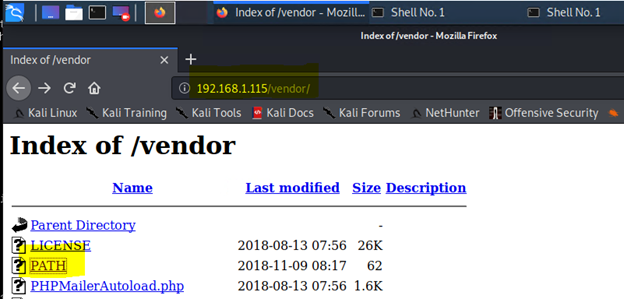 Index of /vendor - Mozilla F... Shell No. 1 Shell No. 1
Index of /vendor - Mozilla Firefox
Index of /vendor
192.168.1.115/vendor/
Kali Linux Kali Training Kali Tools Kali Docs Kali Forums NetHunter Offensive Security
Index of /vendor
Name Last modified Size Description
Parent Directory -
LICENSE 2018-08-13 07:56 26K
PATH 2018-11-09 08:17 62
PHPMailerAutoload.php 2018-08-13 07:56 1.6K